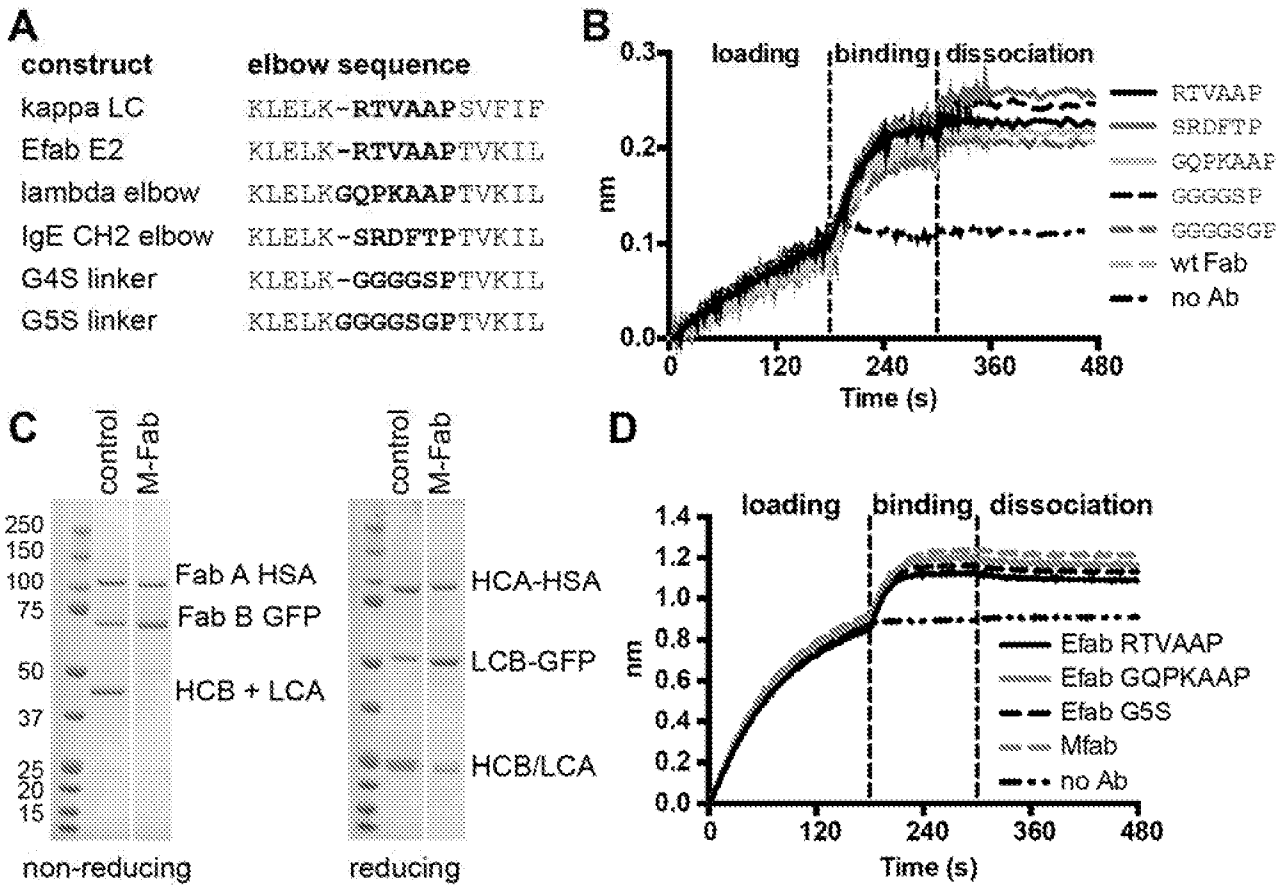 A
construct elbow sequence
kappa LC KLELK-RTVAAPSVFIF
Efab E2 KLELK-RTVAAPTVKIL
lambda elbow KLELKGQPKAAPTVKIL
IgE CH2 elbow KLELK-SRDFTPTVKIL
G4S linker KLELK-GGGGSPTVKIL
G5S linker KLELKGGGGSGPTVKIL
B
loading binding dissociation
0.3
0.2
0.1
0.0
nm
0 120 240 360 480
Time (s)
RTVAAP
SRDFTP
GQPKAAP
GGGGSP
GGGGSGP
wt Fab
no Ab
C
control M-Fab
250
150
100
75
50
37
25
20
15
Fab A HSA
Fab B GFP
HCB + LCA
non-reducing
control M-Fab
HCA-HSA
LCB-GFP
HCB/LCA
reducing
D
loading binding dissociation
1.4
1.2
1.0
0.8
0.6
0.4
0.2
0.0
nm
0 120 240 360 480
Time (s)
Efab RTVAAP
Efab GQPKAAP
Efab G5S
Mfab
no Ab